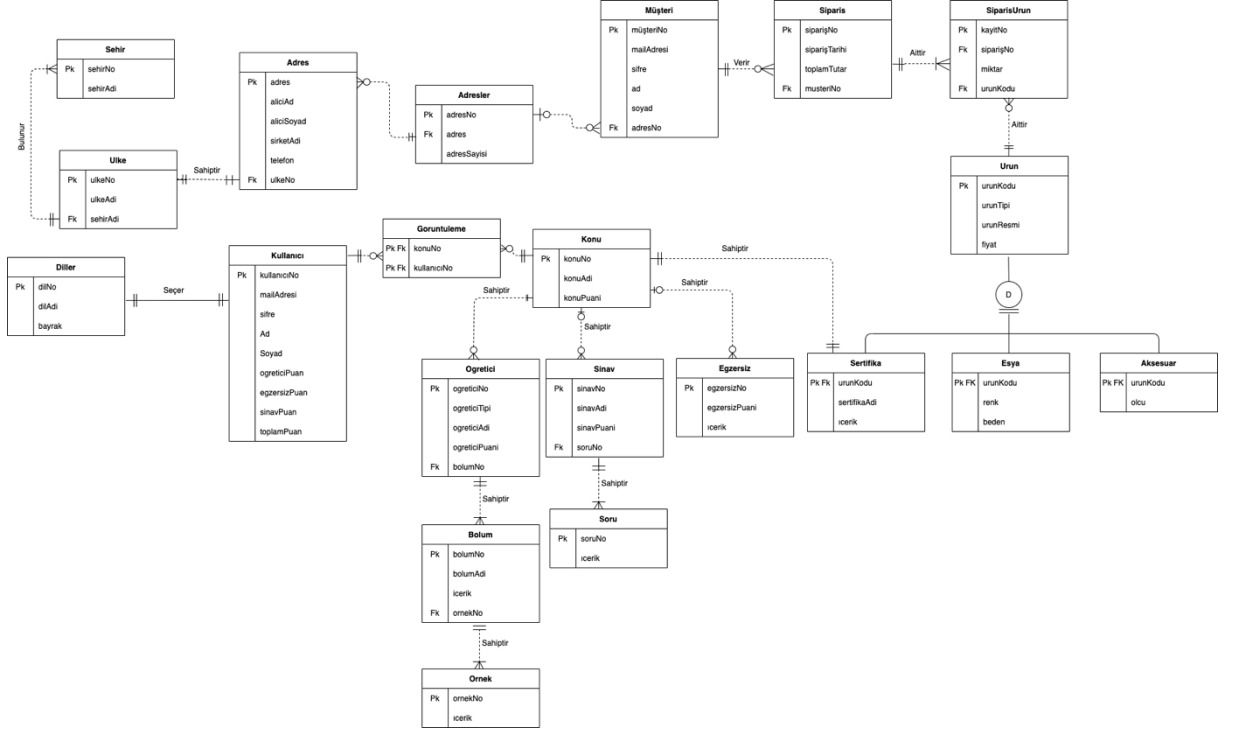 Sehir
Pk sehirNo
sehirAdi
Bulunur
Ulke
Pk ulkeNo
ulkeAdi
Fk sehirAdi
Sahiptir
Adres
Pk adres
aliciAd
aliciSoyad
sirketAdi
telefon
Fk ulkeNo
Adresler
Pk adresNo
Fk adres
adresSayisi
Müşteri
Pk müşteriNo
mailAdresi
sifre
ad
soyad
Fk adresNo
Verir
Siparis
Pk siparişNo
siparişTarihi
toplamTutar
Fk musteriNo
Aittir
SiparisUrun
Pk kayitNo
Fk siparişNo
miktar
Fk urunKodu
Aittir
Urun
Pk urunKodu
urunTipi
urunResmi
fiyat
D
Diller
Pk dilNo
dilAdi
bayrak
Seçer
Kullanıcı
Pk kullanıcıNo
mailAdresi
sifre
Ad
Soyad
ogreticiPuan
egzersizPuan
sinavPuan
toplamPuan
Goruntuleme
Pk Fk konuNo
Pk Fk kullanıcıNo
Konu
Pk konuNo
konuAdi
konuPuani
Sahiptir
Sahiptir
Sahiptir
Sahiptir
Ogretici
Pk ogreticiNo
ogreticiTipi
ogreticiAdi
ogreticiPuani
Fk bolumNo
Sinav
Pk sinavNo
sinavAdi
sinavPuani
Fk soruNo
Egzersiz
Pk egzersizNo
egzersizPuani
ıcerik
Sertifika
Pk Fk urunKodu
sertifikaAdi
ıcerik
Esya
Pk FK urunKodu
renk
beden
Aksesuar
Pk FK urunKodu
olcu
Sahiptir
Sahiptir
Soru
Pk soruNo
ıcerik
Bolum
Pk bolumNo
bolumAdi
icerik
Fk ornekNo
Sahiptir
Ornek
Pk ornekNo
ıcerik